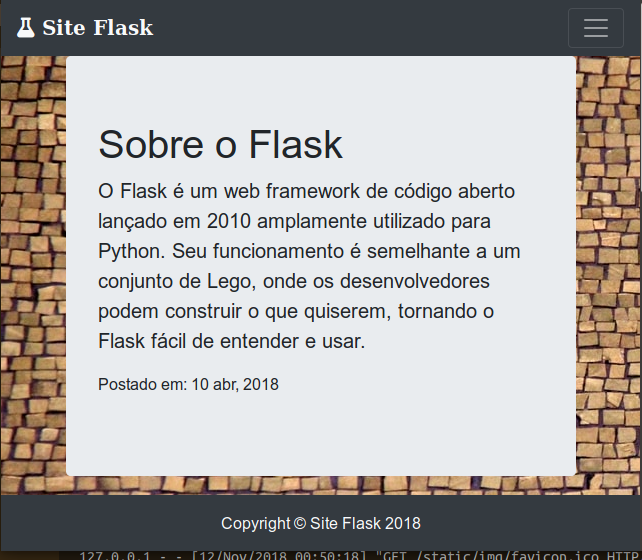 Site Flask
Sobre o Flask
O Flask é um web framework de código aberto
lançado em 2010 amplamente utilizado para
Python. Seu funcionamento é semelhante a um
conjunto de Lego, onde os desenvolvedores
podem construir o que quiserem, tornando o
Flask fácil de entender e usar.
Postado em: 10 abr, 2018
Copyright © Site Flask 2018
127.0.0.1 - - [12/Nov/2018 00:50:18] "GET /static/img/favicon.ico HTTP